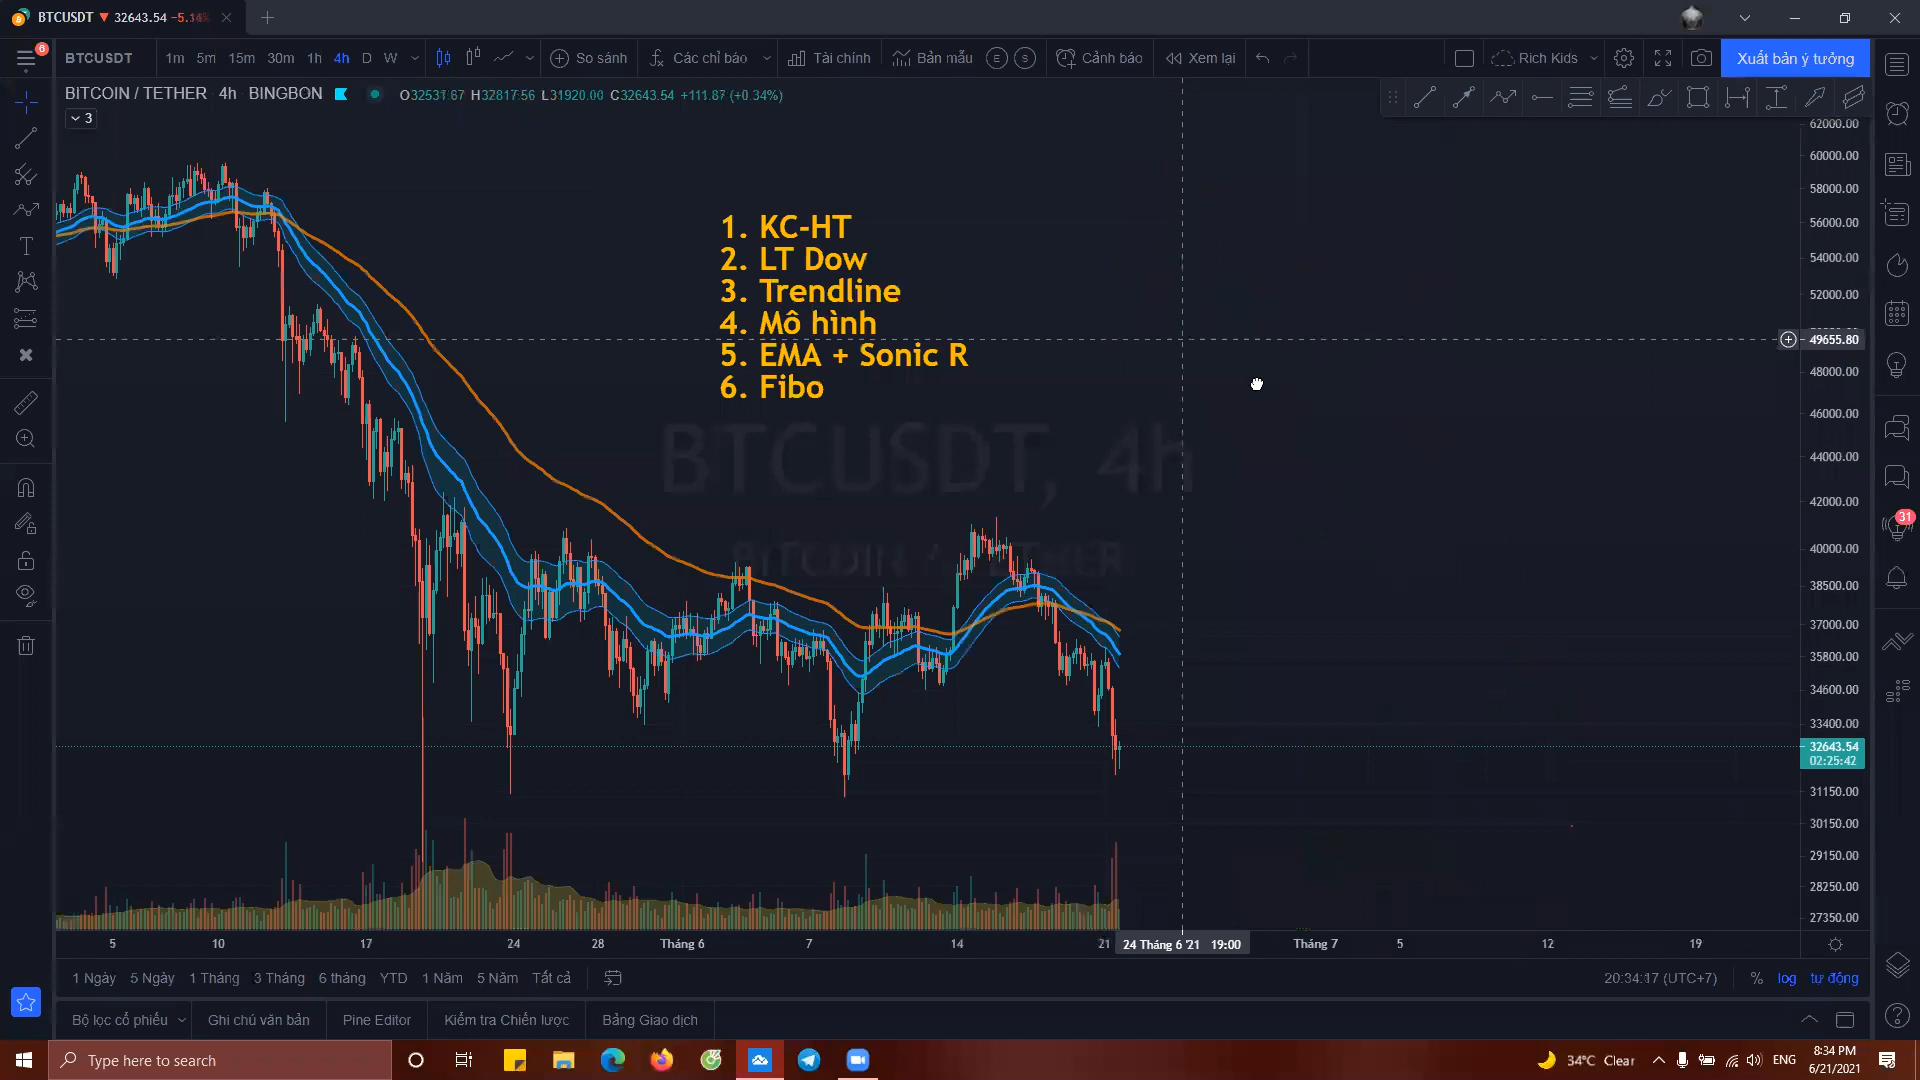 BTCUSDT ▼ 32643.54 −5.14%
6
BTCUSDT 1m 5m 15m 30m 1h 4h D W So sánh Các chỉ báo Tài chính Bản mẫu E S Cảnh báo Xem lại Rich Kids Xuất bản ý tưởng
BITCOIN / TETHER 4h BINGBON O32531.67 H32817.56 L31920.00 C32643.54 +111.87 (+0.34%)
3
62000.00
60000.00
58000.00
56000.00
54000.00
52000.00
49655.80
48000.00
46000.00
44000.00
42000.00
40000.00
38500.00
37000.00
35800.00
34600.00
33400.00
32643.54
02:25:42
31150.00
30150.00
29150.00
28250.00
27350.00
1. KC-HT
2. LT Dow
3. Trendline
4. Mô hình
5. EMA + Sonic R
6. Fibo
BTCUSDT, 4h
BITCOIN / TETHER
31
5 10 17 24 28 Tháng 6 7 14 21 24 Tháng 6 '21 19:00 Tháng 7 5 12 19
1 Ngày 5 Ngày 1 Tháng 3 Tháng 6 tháng YTD 1 Năm 5 Năm Tất cả 20:34:17 (UTC+7) % log tự động
Bộ lọc cổ phiếu Ghi chú văn bản Pine Editor Kiểm tra Chiến lược Bảng Giao dịch
Type here to search 34°C Clear ENG 8:34 PM
6/21/2021